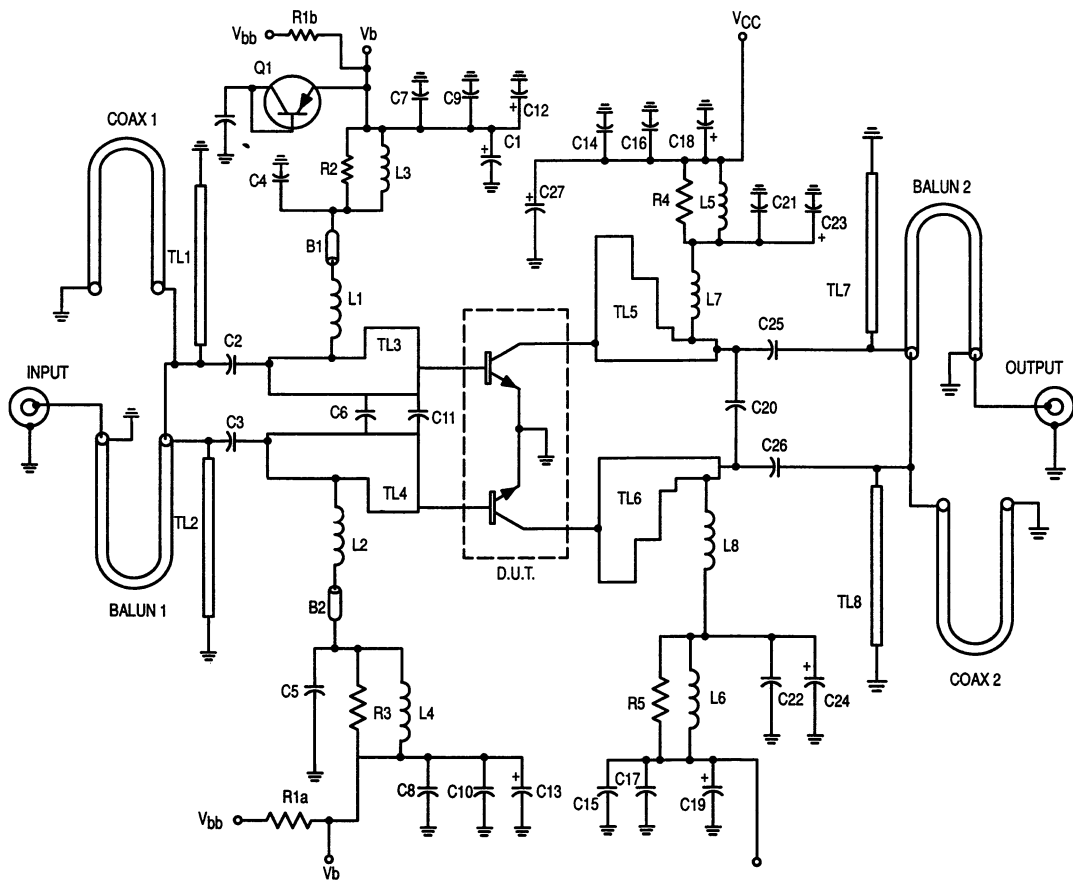 R1b
Vbb
Vb
VCC
Q1
C7
C9
C12
C1
COAX 1
R2
L3
C4
C14
C16
C18
C27
R4
L5
C21
C23
BALUN 2
TL1
B1
L1
L7
TL7
TL5
C25
C2
TL3
INPUT
OUTPUT
C6
C11
C20
C3
C26
TL4
TL6
TL2
L2
L8
D.U.T.
BALUN 1
B2
TL8
COAX 2
C5
R3
L4
R5
L6
C22
C24
C8
C10
C13
C15
C17
C19
R1a
Vbb
Vb
+
+
+
+
+
+
+
+
+